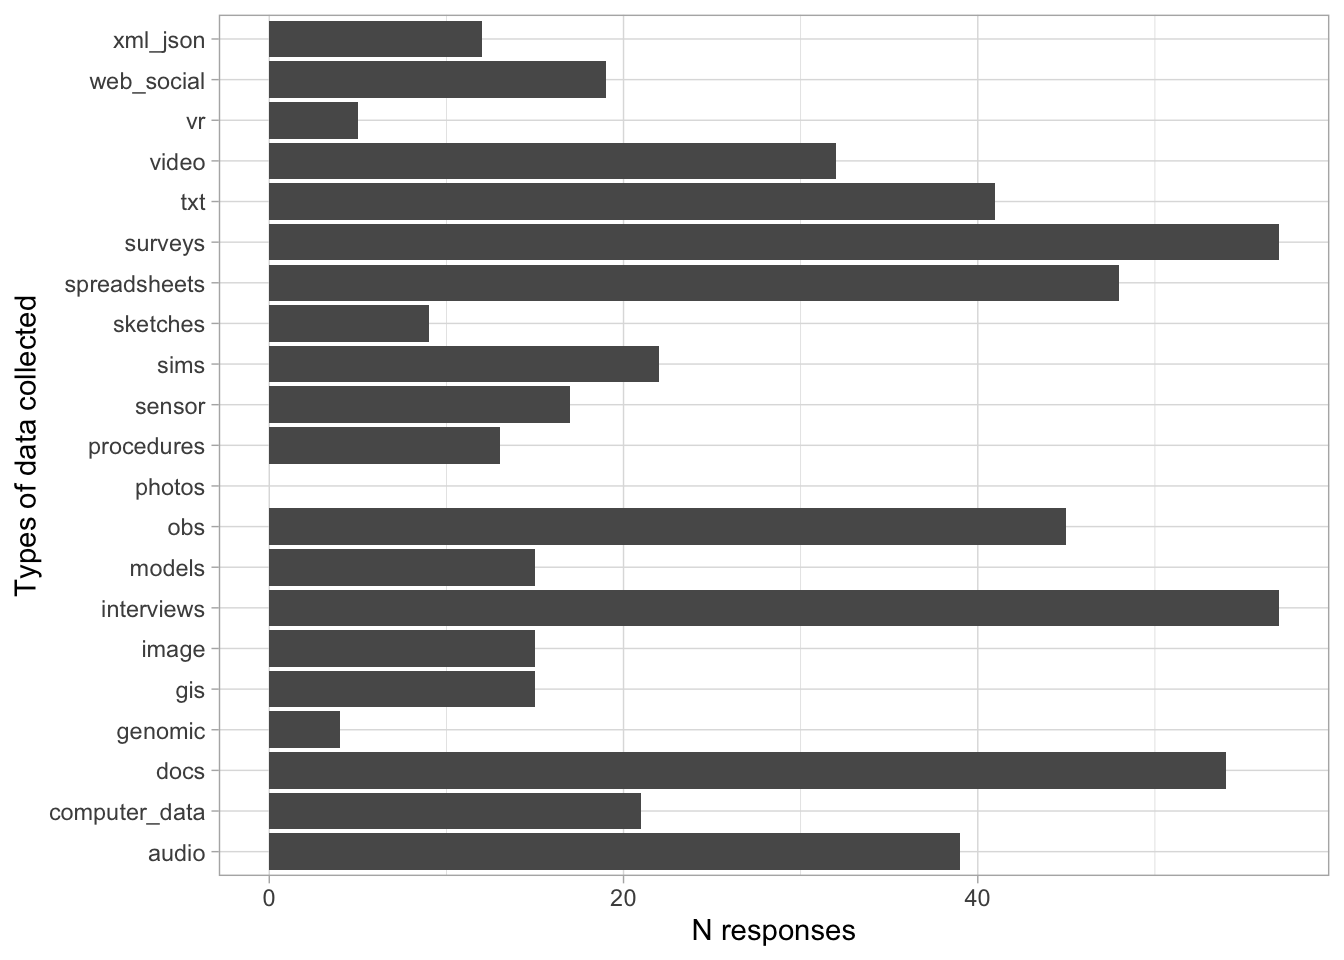 xml_json
web_social
vr
video
txt
surveys
spreadsheets
sketches
sims
sensor
procedures
photos
obs
models
interviews
image
gis
genomic
docs
computer_data
audio
Types of data collected
0 20 40
N responses